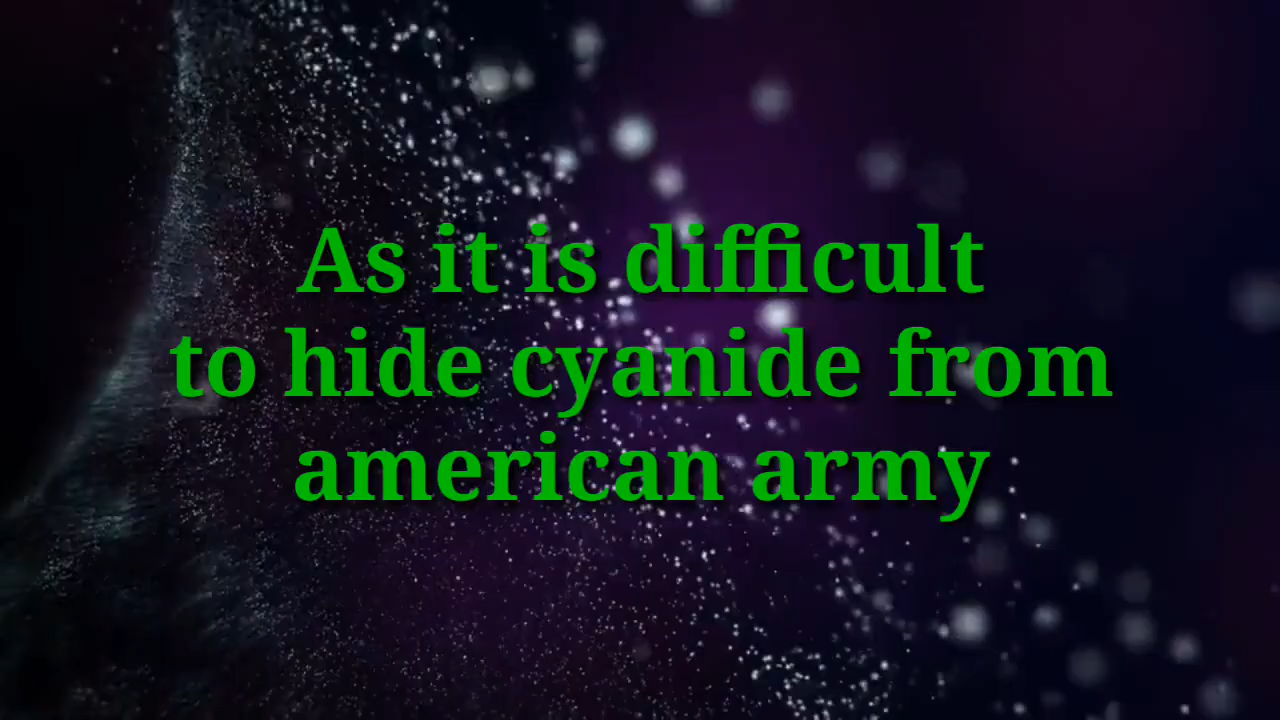 As it is difficult
to hide cyanide from
american army